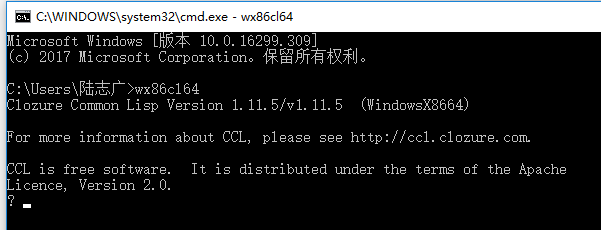 C:\WINDOWS\system32\cmd.exe - wx86cl64
Microsoft Windows [版本 10.0.16299.309]
(c) 2017 Microsoft Corporation。保留所有权利。
C:\Users\陆志广>wx86cl64
Clozure Common Lisp Version 1.11.5/v1.11.5  (WindowsX8664)
For more information about CCL, please see http://ccl.clozure.com.
CCL is free software.  It is distributed under the terms of the Apache
Licence, Version 2.0.
?